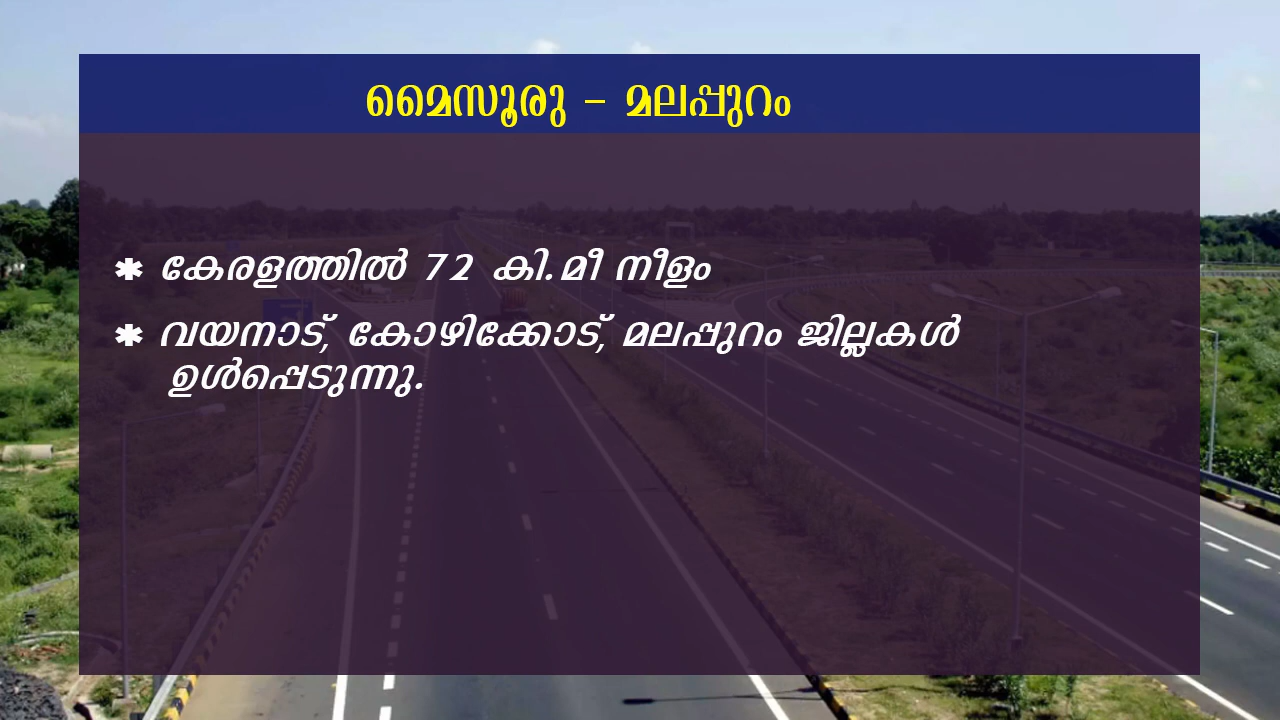 മൈസൂരു - മലപ്പുറം
✱ കേരളത്തിൽ 72 കി.മീ നീളം
✱ വയനാട്, കോഴിക്കോട്, മലപ്പുറം ജില്ലകൾ
ഉൾപ്പെടുന്നു.